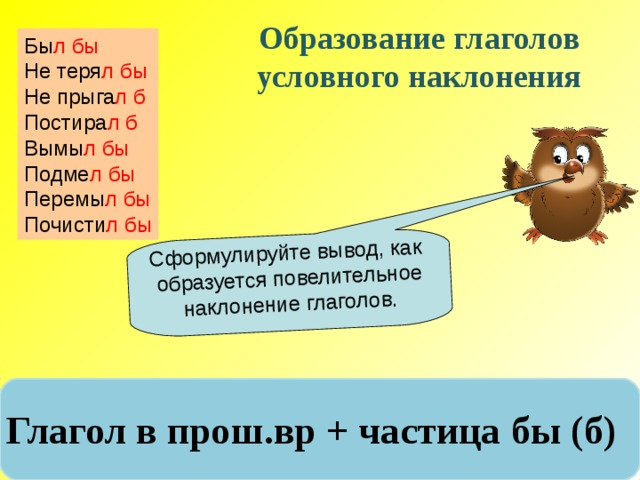 Образование глаголов
условного наклонения
Был бы
Не терял бы
Не прыгал б
Постирал б
Вымыл бы
Подмел бы
Перемыл бы
Почистил бы
Сформулируйте вывод, как
образуется повелительное
наклонение глаголов.
Глагол в прош.вр + частица бы (б)